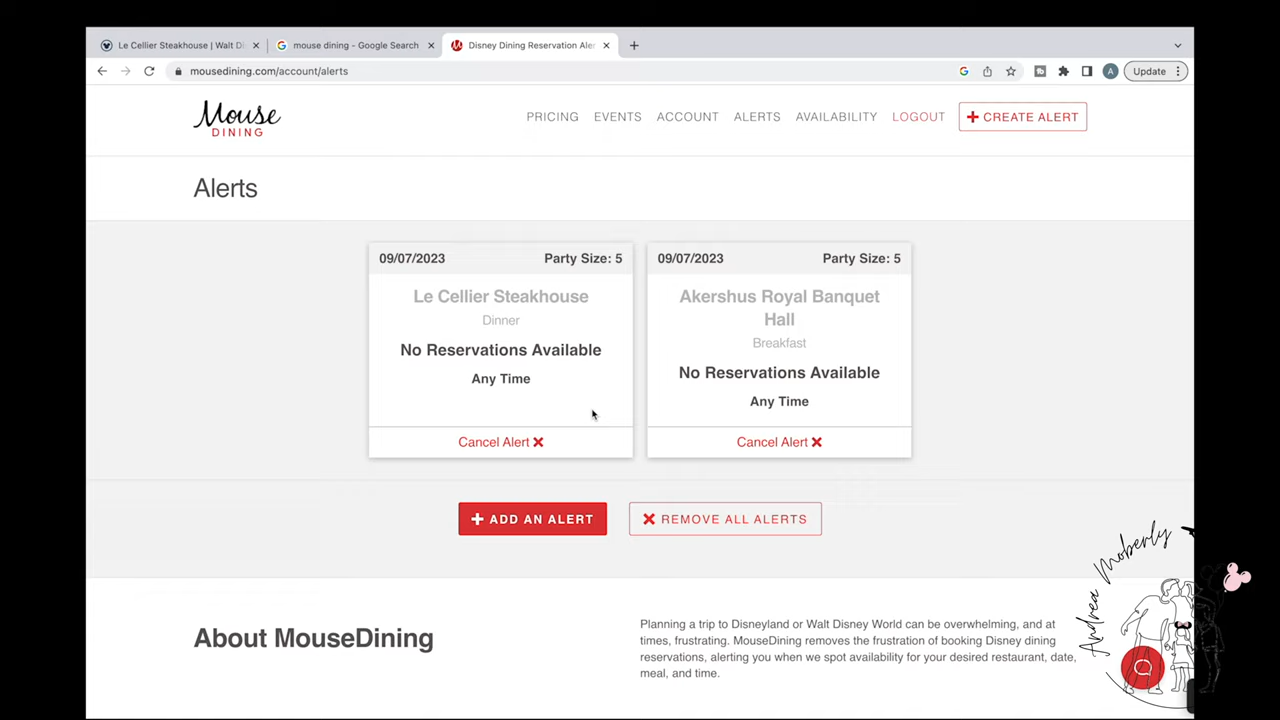 Le Cellier Steakhouse | Walt Di
mouse dining - Google Search
Disney Dining Reservation Aler
mousedining.com/account/alerts
A
Update
Mouse
DINING
PRICING
EVENTS
ACCOUNT
ALERTS
AVAILABILITY
LOGOUT
CREATE ALERT
Alerts
09/07/2023 Party Size: 5
Le Cellier Steakhouse
Dinner
No Reservations Available
Any Time
Cancel Alert
09/07/2023 Party Size: 5
Akershus Royal Banquet
Hall
Breakfast
No Reservations Available
Any Time
Cancel Alert
ADD AN ALERT
REMOVE ALL ALERTS
About MouseDining
Planning a trip to Disneyland or Walt Disney World can be overwhelming, and at
times, frustrating. MouseDining removes the frustration of booking Disney dining
reservations, alerting you when we spot availability for your desired restaurant, date,
meal, and time.
Andrea Moberly